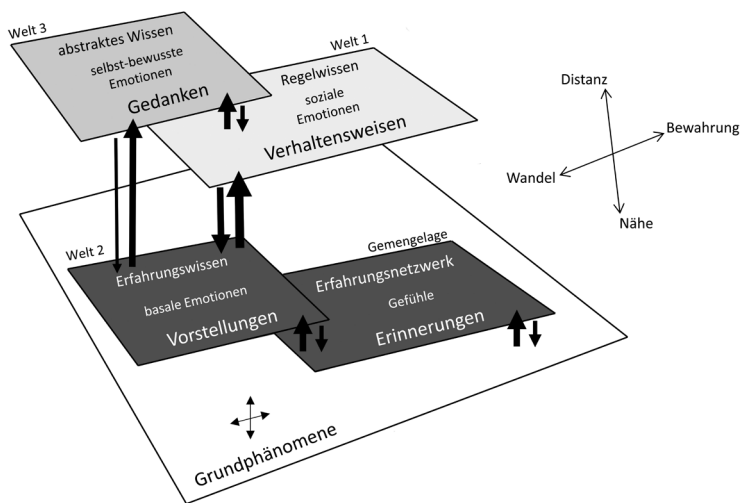 Welt 3
abstraktes Wissen
selbst-bewusste
Emotionen
Gedanken
Welt 1
Regelwissen
soziale
Emotionen
Verhaltensweisen
Distanz
Bewahrung
Wandel
Nähe
Welt 2
Erfahrungswissen
basale Emotionen
Vorstellungen
Gemengelage
Erfahrungsnetzwerk
Gefühle
Erinnerungen
Grundphänomene